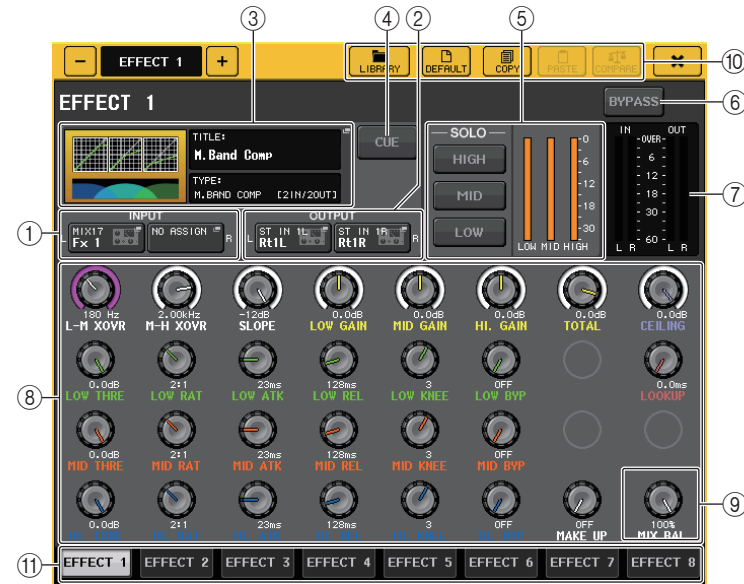 ③ ④ ② ⑤
− EFFECT 1 + LIBRARY DEFAULT COPY PASTE COMPARE ✖ ⑩
EFFECT 1 BYPASS ⑥
TITLE:
M.Band Comp
TYPE:
M.BAND COMP [2IN/2OUT]
CUE
SOLO
HIGH
MID
LOW
0
-6
-12
-18
-30
LOW MID HIGH
IN OUT
-OVER-
6
12
18
30
60
L R L R
⑦
① INPUT
L MIX17 Fx 1 NO ASSIGN R
OUTPUT
L ST IN 1L Rt1L ST IN 1R Rt1R R
180 Hz 2.00kHz -12dB 0.0dB 0.0dB 0.0dB 0.0dB 0.0dB
L-M XOVR M-H XOVR SLOPE LOW GAIN MID GAIN HI. GAIN TOTAL CEILING
⑧
0.0dB 2:1 23ms 128ms 3 OFF 0.0ms
LOW THRE LOW RAT LOW ATK LOW REL LOW KNEE LOW BYP LOOKUP
0.0dB 2:1 23ms 128ms 3 OFF
MID THRE MID RAT MID ATK MID REL MID KNEE MID BYP
⑨
0.0dB 2:1 23ms 128ms 3 OFF OFF 100%
MAKE UP MIX BAL
⑪ EFFECT 1 EFFECT 2 EFFECT 3 EFFECT 4 EFFECT 5 EFFECT 6 EFFECT 7 EFFECT 8